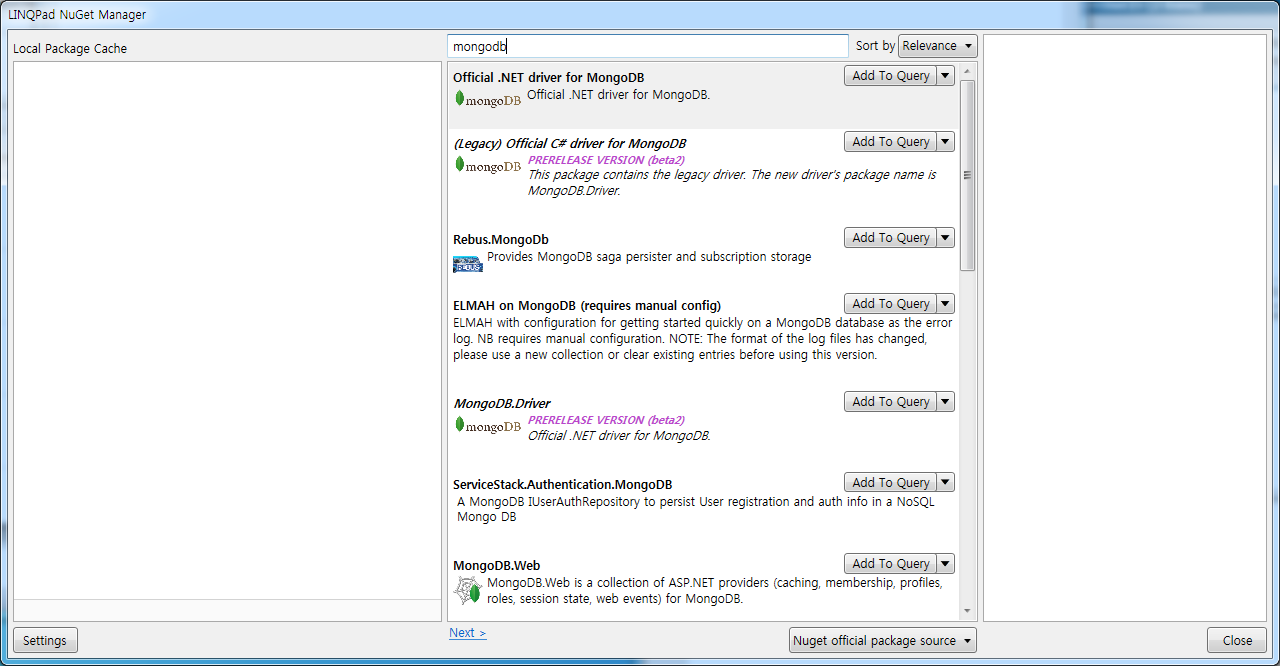 LINQPad NuGet Manager
Local Package Cache
mongodb
Sort by
Relevance
Official .NET driver for MongoDB
Add To Query
mongoDB
Official .NET driver for MongoDB.
(Legacy) Official C# driver for MongoDB
Add To Query
mongoDB
PRERELEASE VERSION (beta2)
This package contains the legacy driver. The new driver's package name is
MongoDB.Driver.
Rebus.MongoDb
Add To Query
Provides MongoDB saga persister and subscription storage
ELMAH on MongoDB (requires manual config)
Add To Query
ELMAH with configuration for getting started quickly on a MongoDB database as the error
log. NB requires manual configuration. NOTE: The format of the log files has changed,
please use a new collection or clear existing entries before using this version.
MongoDB.Driver
Add To Query
mongoDB
PRERELEASE VERSION (beta2)
Official .NET driver for MongoDB.
ServiceStack.Authentication.MongoDB
Add To Query
A MongoDB IUserAuthRepository to persist User registration and auth info in a NoSQL
Mongo DB
MongoDB.Web
Add To Query
MongoDB.Web is a collection of ASP.NET providers (caching, membership, profiles,
roles, session state, web events) for MongoDB.
Settings
Next >
Nuget official package source
Close